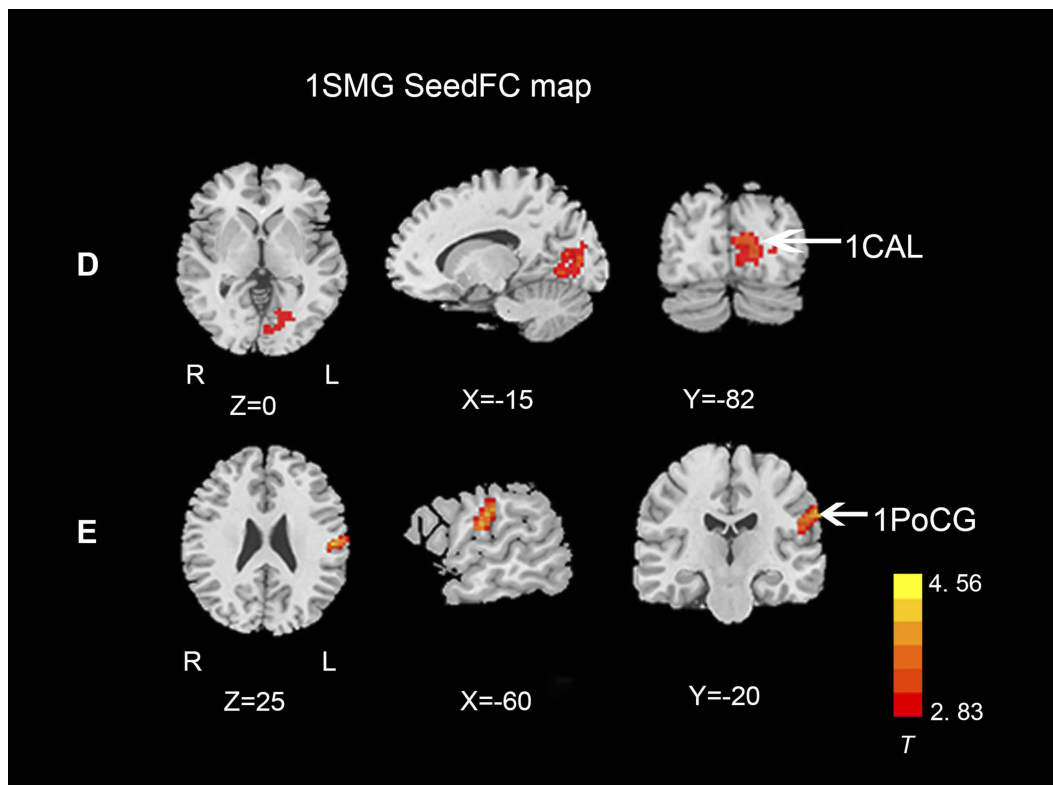 1SMG SeedFC map
D
1CAL
R L
Z=0 X=-15 Y=-82
E
1PoCG
R L
Z=25 X=-60 Y=-20
4. 56
2. 83
T